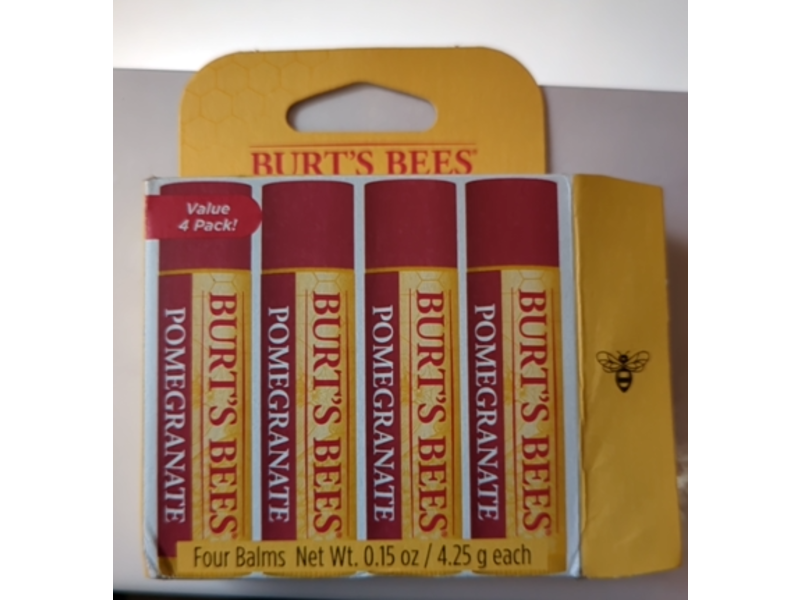 BURT'S BEES
Value
4 Pack!
POMEGRANATE
BURT'S BEES
POMEGRANATE
BURT'S BEES
POMEGRANATE
BURT'S BEES
POMEGRANATE
BURT'S BEES
Four Balms Net Wt. 0.15 oz / 4.25 g each